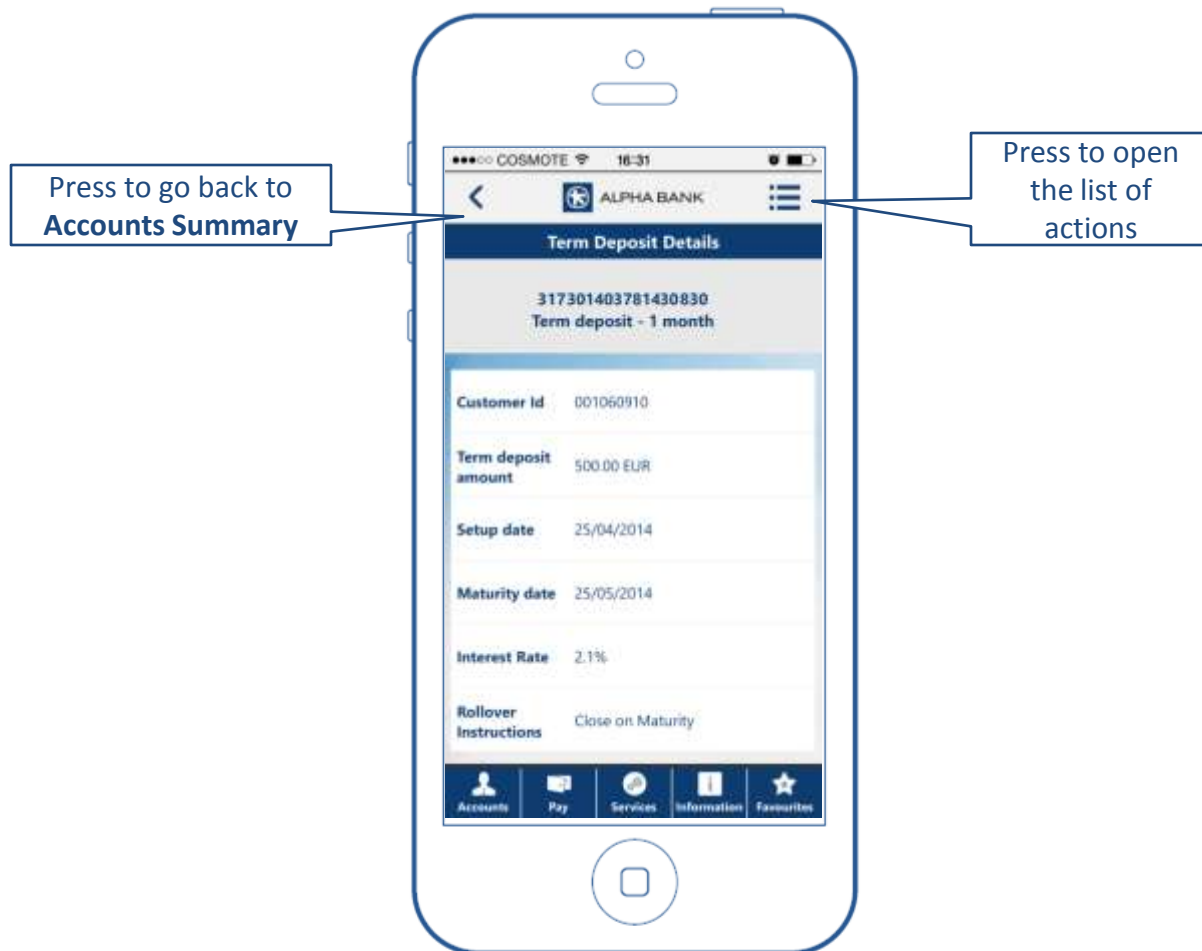 Press to go back to
Accounts Summary
Press to open
the list of
actions
COSMOTE 16:31
ALPHA BANK
Term Deposit Details
317301403781430830
Term deposit - 1 month
Customer Id 001060910
Term deposit
amount
500.00 EUR
Setup date 25/04/2014
Maturity date 25/05/2014
Interest Rate 2.1%
Rollover
Instructions
Close on Maturity
Accounts Pay Services Information Favourites